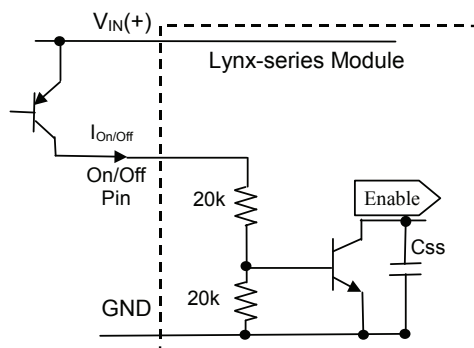 VIN(+)
Lynx-series Module
IOn/Off
On/Off
Pin
20k
Enable
Css
20k
GND